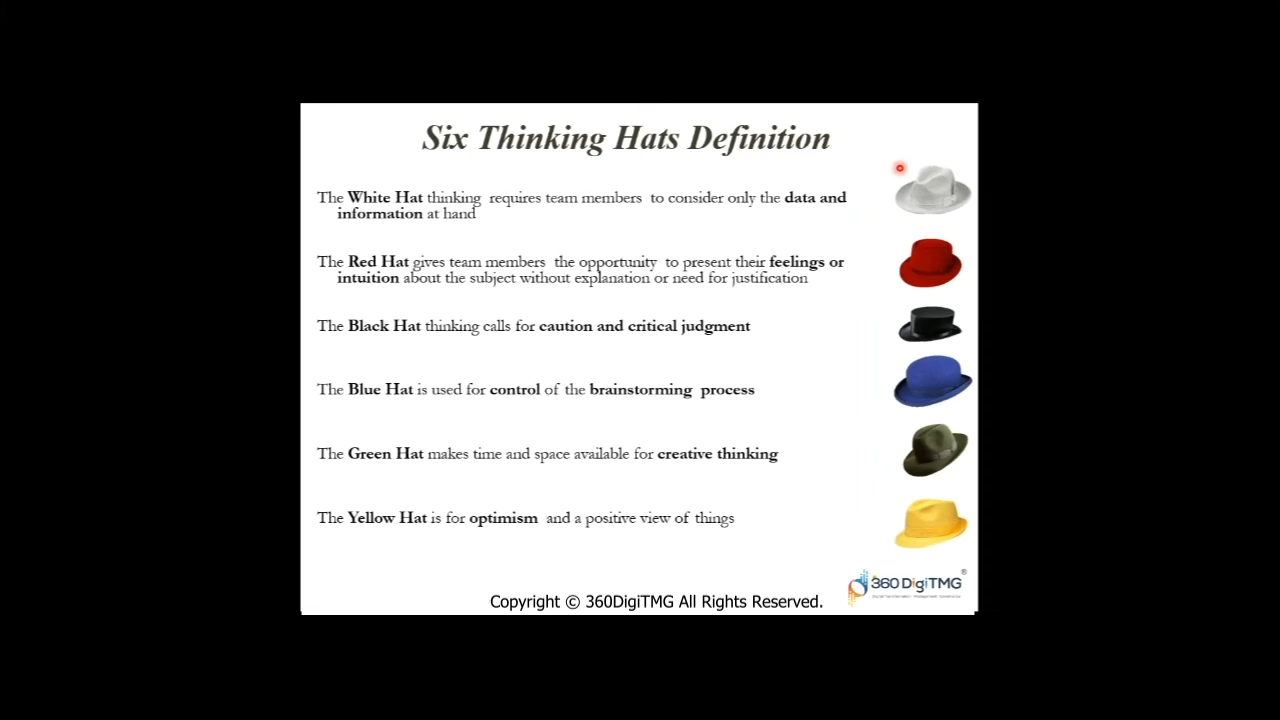 Six Thinking Hats Definition
The White Hat thinking requires team members to consider only the data and
information at hand
The Red Hat gives team members the opportunity to present their feelings or
intuition about the subject without explanation or need for justification
The Black Hat thinking calls for caution and critical judgment
The Blue Hat is used for control of the brainstorming process
The Green Hat makes time and space available for creative thinking
The Yellow Hat is for optimism and a positive view of things
360 DigiTMG ®
Copyright © 360DigiTMG All Rights Reserved.